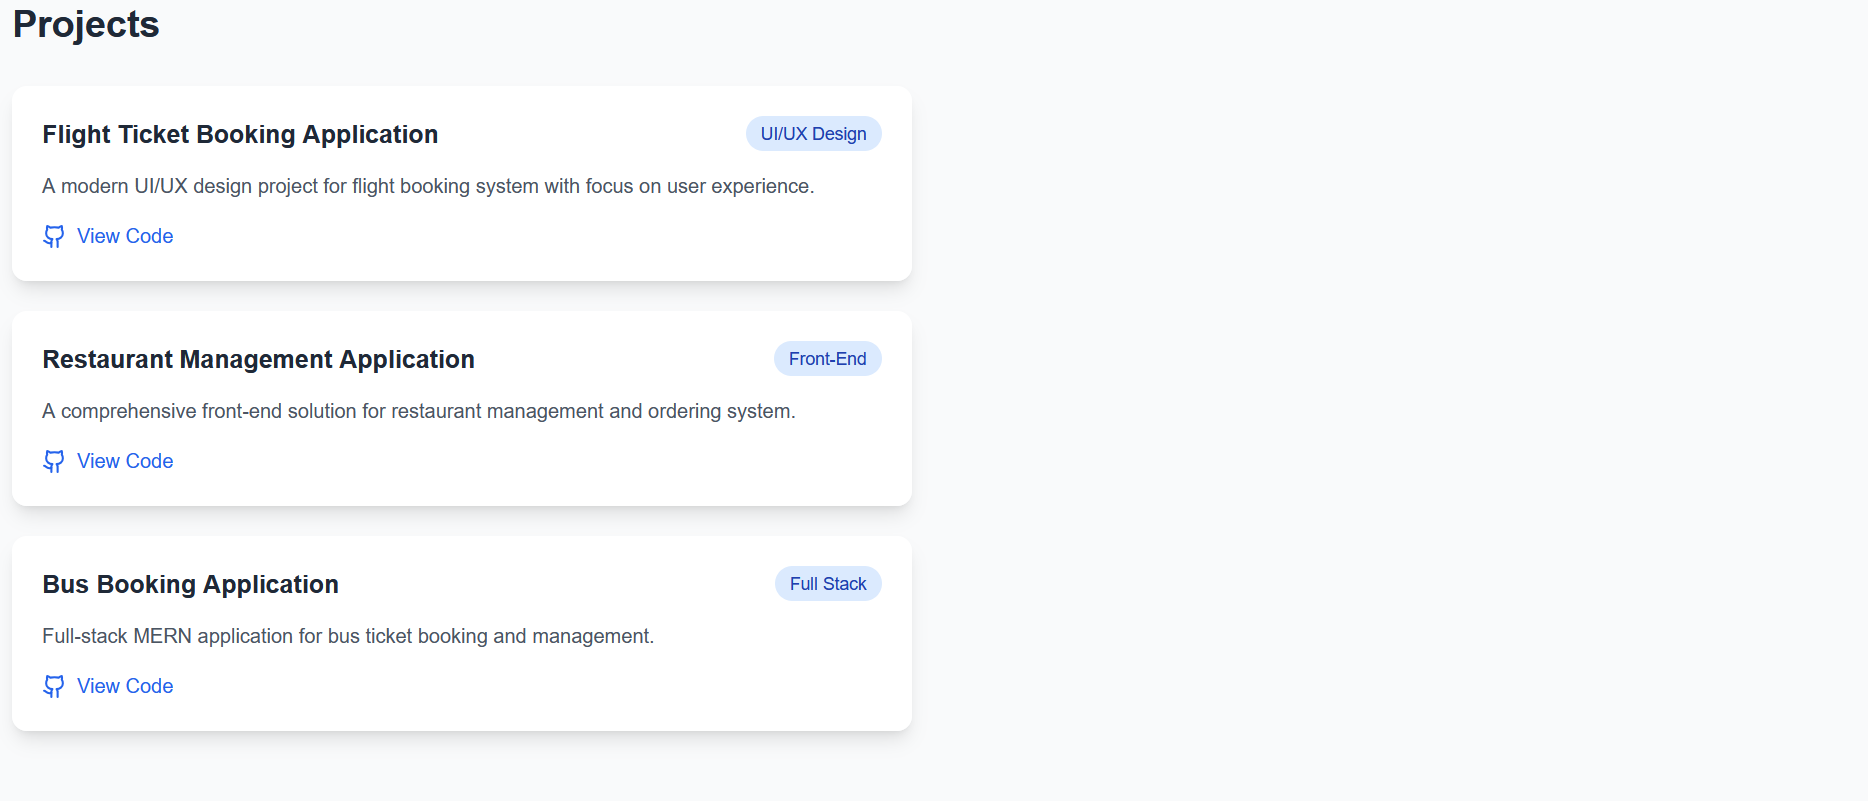 Projects
Flight Ticket Booking Application
UI/UX Design
A modern UI/UX design project for flight booking system with focus on user experience.
View Code
Restaurant Management Application
Front-End
A comprehensive front-end solution for restaurant management and ordering system.
View Code
Bus Booking Application
Full Stack
Full-stack MERN application for bus ticket booking and management.
View Code